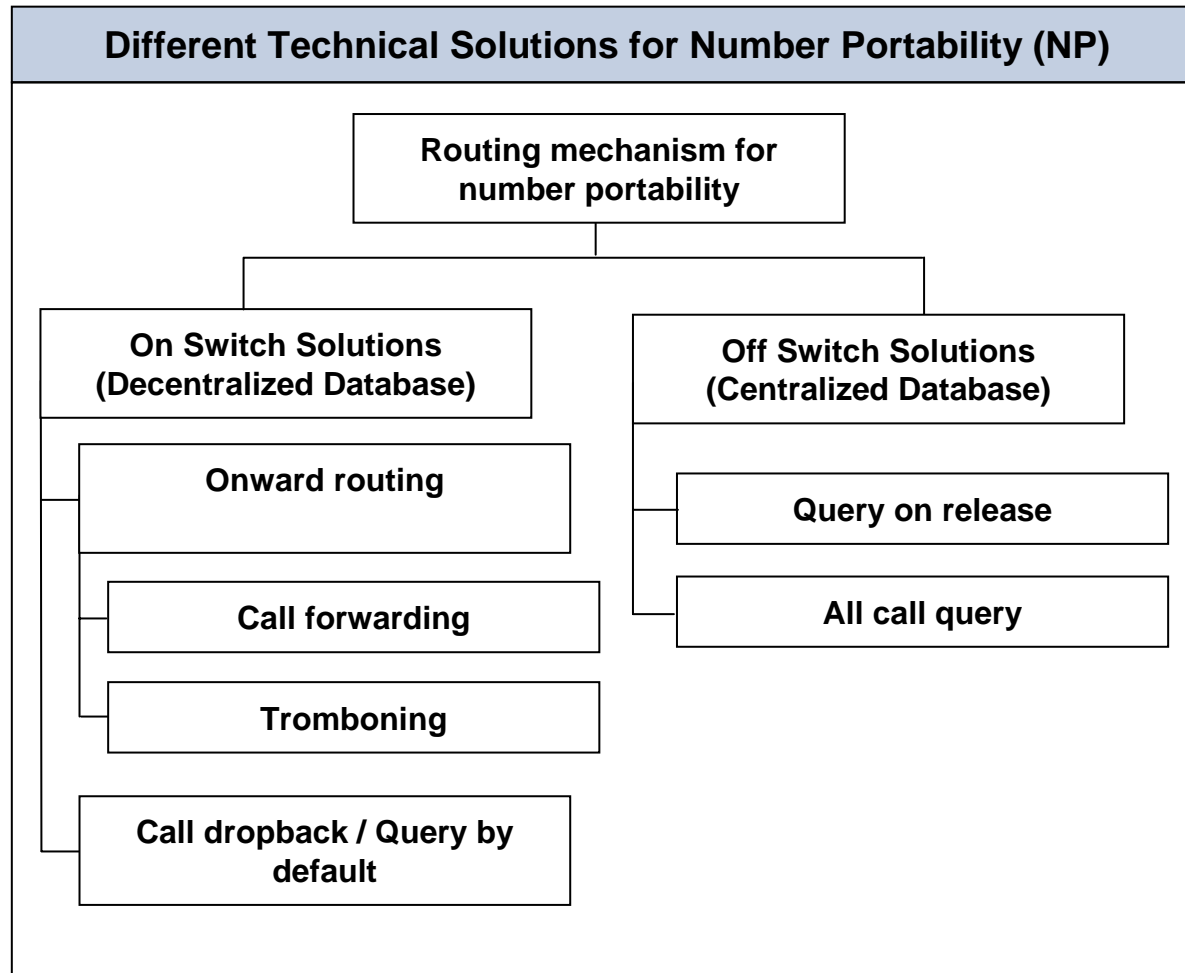 Different Technical Solutions for Number Portability (NP)
Routing mechanism for
number portability
On Switch Solutions
(Decentralized Database)
Onward routing
Call forwarding
Tromboning
Call dropback / Query by
default
Off Switch Solutions
(Centralized Database)
Query on release
All call query